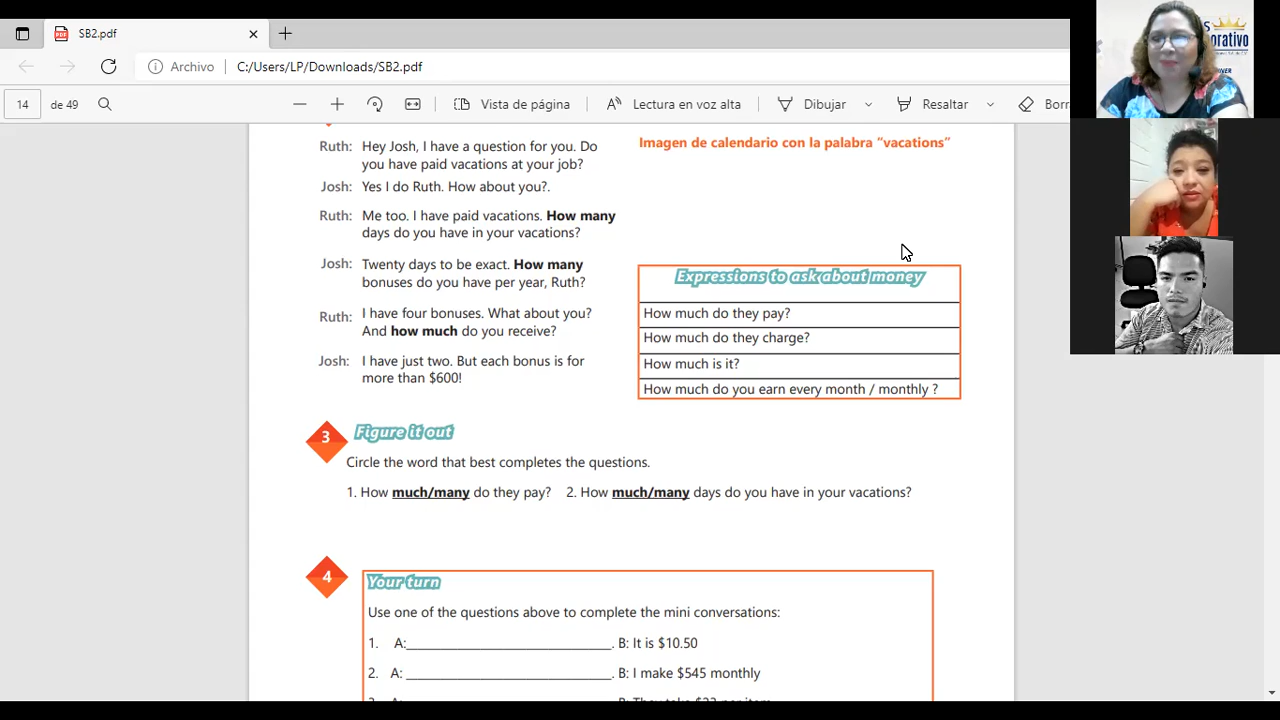 SB2.pdf
Archivo C:/Users/LP/Downloads/SB2.pdf
14 de 49 Vista de página Lectura en voz alta Dibujar Resaltar Borr
orativo
Ruth: Hey Josh, I have a question for you. Do
you have paid vacations at your job?
Josh: Yes I do Ruth. How about you?.
Ruth: Me too. I have paid vacations. How many
days do you have in your vacations?
Josh: Twenty days to be exact. How many
bonuses do you have per year, Ruth?
Ruth: I have four bonuses. What about you?
And how much do you receive?
Josh: I have just two. But each bonus is for
more than $600!
Imagen de calendario con la palabra “vacations”
Expressions to ask about money
How much do they pay?
How much do they charge?
How much is it?
How much do you earn every month / monthly ?
3 Figure it out
Circle the word that best completes the questions.
1. How much/many do they pay? 2. How much/many days do you have in your vacations?
4 Your turn
Use one of the questions above to complete the mini conversations:
1. A:______________________________. B: It is $10.50
2. A: ______________________________. B: I make $545 monthly